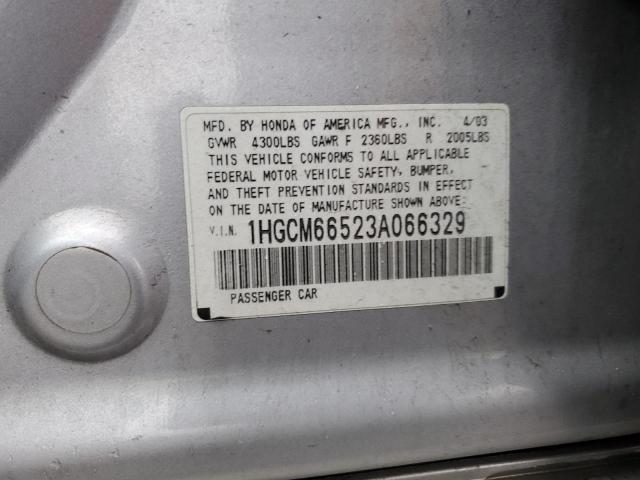 MFD. BY HONDA OF AMERICA MFG., INC. 4/03
GVWR 4300LBS GAWR F 2360LBS R 2005LBS
THIS VEHICLE CONFORMS TO ALL APPLICABLE
FEDERAL MOTOR VEHICLE SAFETY, BUMPER,
AND THEFT PREVENTION STANDARDS IN EFFECT
ON THE DATE OF MANUFACTURE SHOWN ABOVE:
V.I.N. 1HGCM66523A066329
PASSENGER CAR